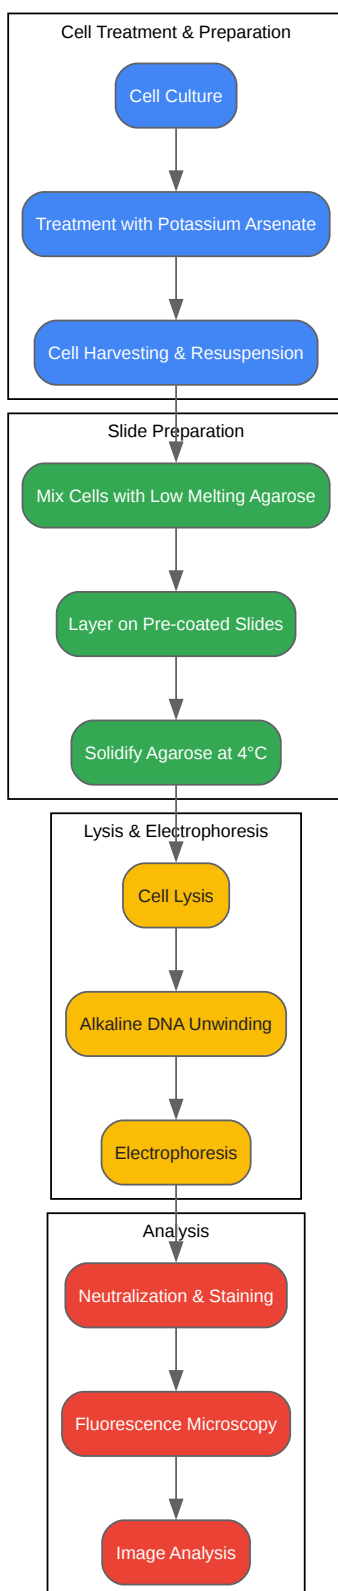 Cell Treatment & Preparation
Cell Culture
Treatment with Potassium Arsenate
Cell Harvesting & Resuspension
Slide Preparation
Mix Cells with Low Melting Agarose
Layer on Pre-coated Slides
Solidify Agarose at 4°C
Lysis & Electrophoresis
Cell Lysis
Alkaline DNA Unwinding
Electrophoresis
Analysis
Neutralization & Staining
Fluorescence Microscopy
Image Analysis